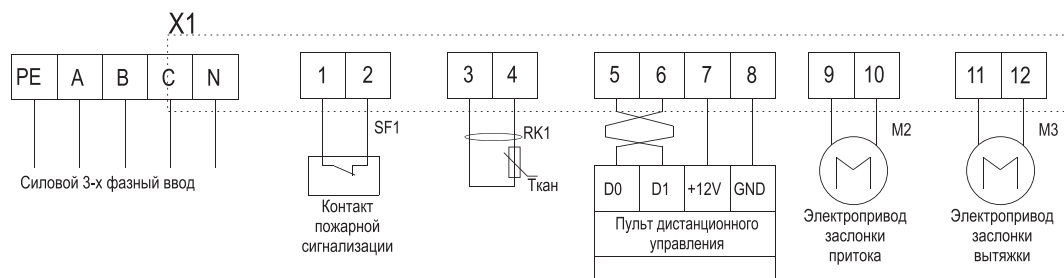 X1
PE A B C N 1 2 3 4 5 6 7 8 9 10 11 12
SF1
RK1
M2
M3
Силовой 3-х фазный ввод
Ткан
D0 D1 +12V GND
M
M
Контакт
пожарной
сигнализации
Пульт дистанционного
управления
Электропривод
заслонки
притока
Электропривод
заслонки
вытяжки